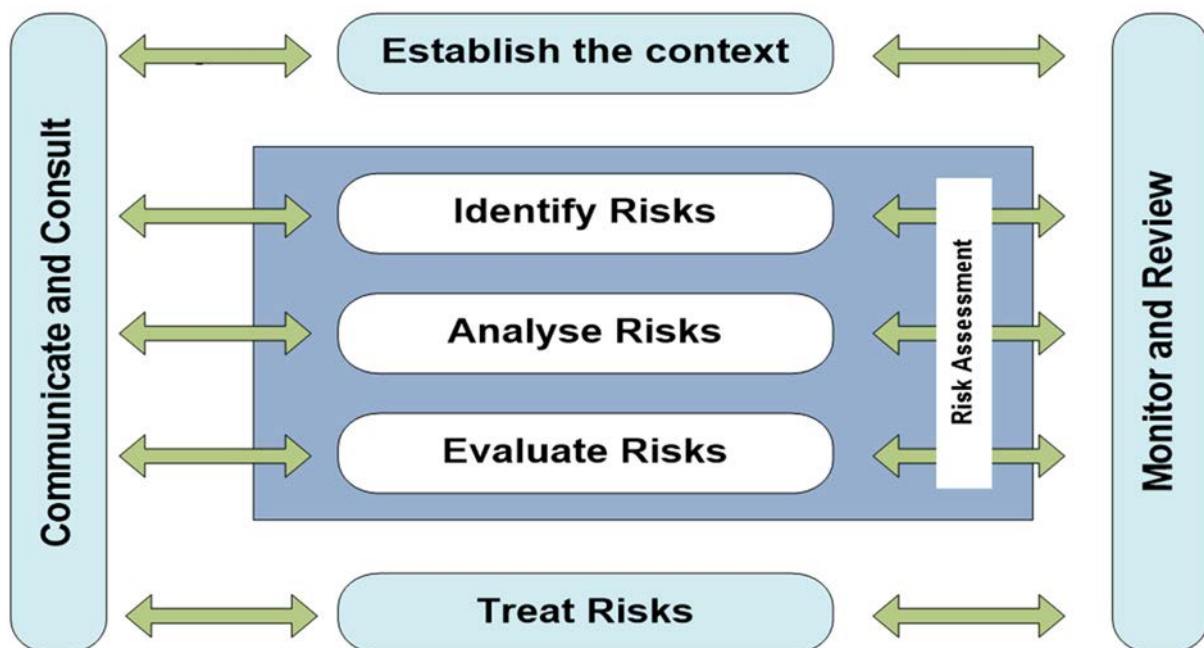 Communicate and Consult
Establish the context
Identify Risks
Analyse Risks
Evaluate Risks
Treat Risks
Risk Assessment
Monitor and Review